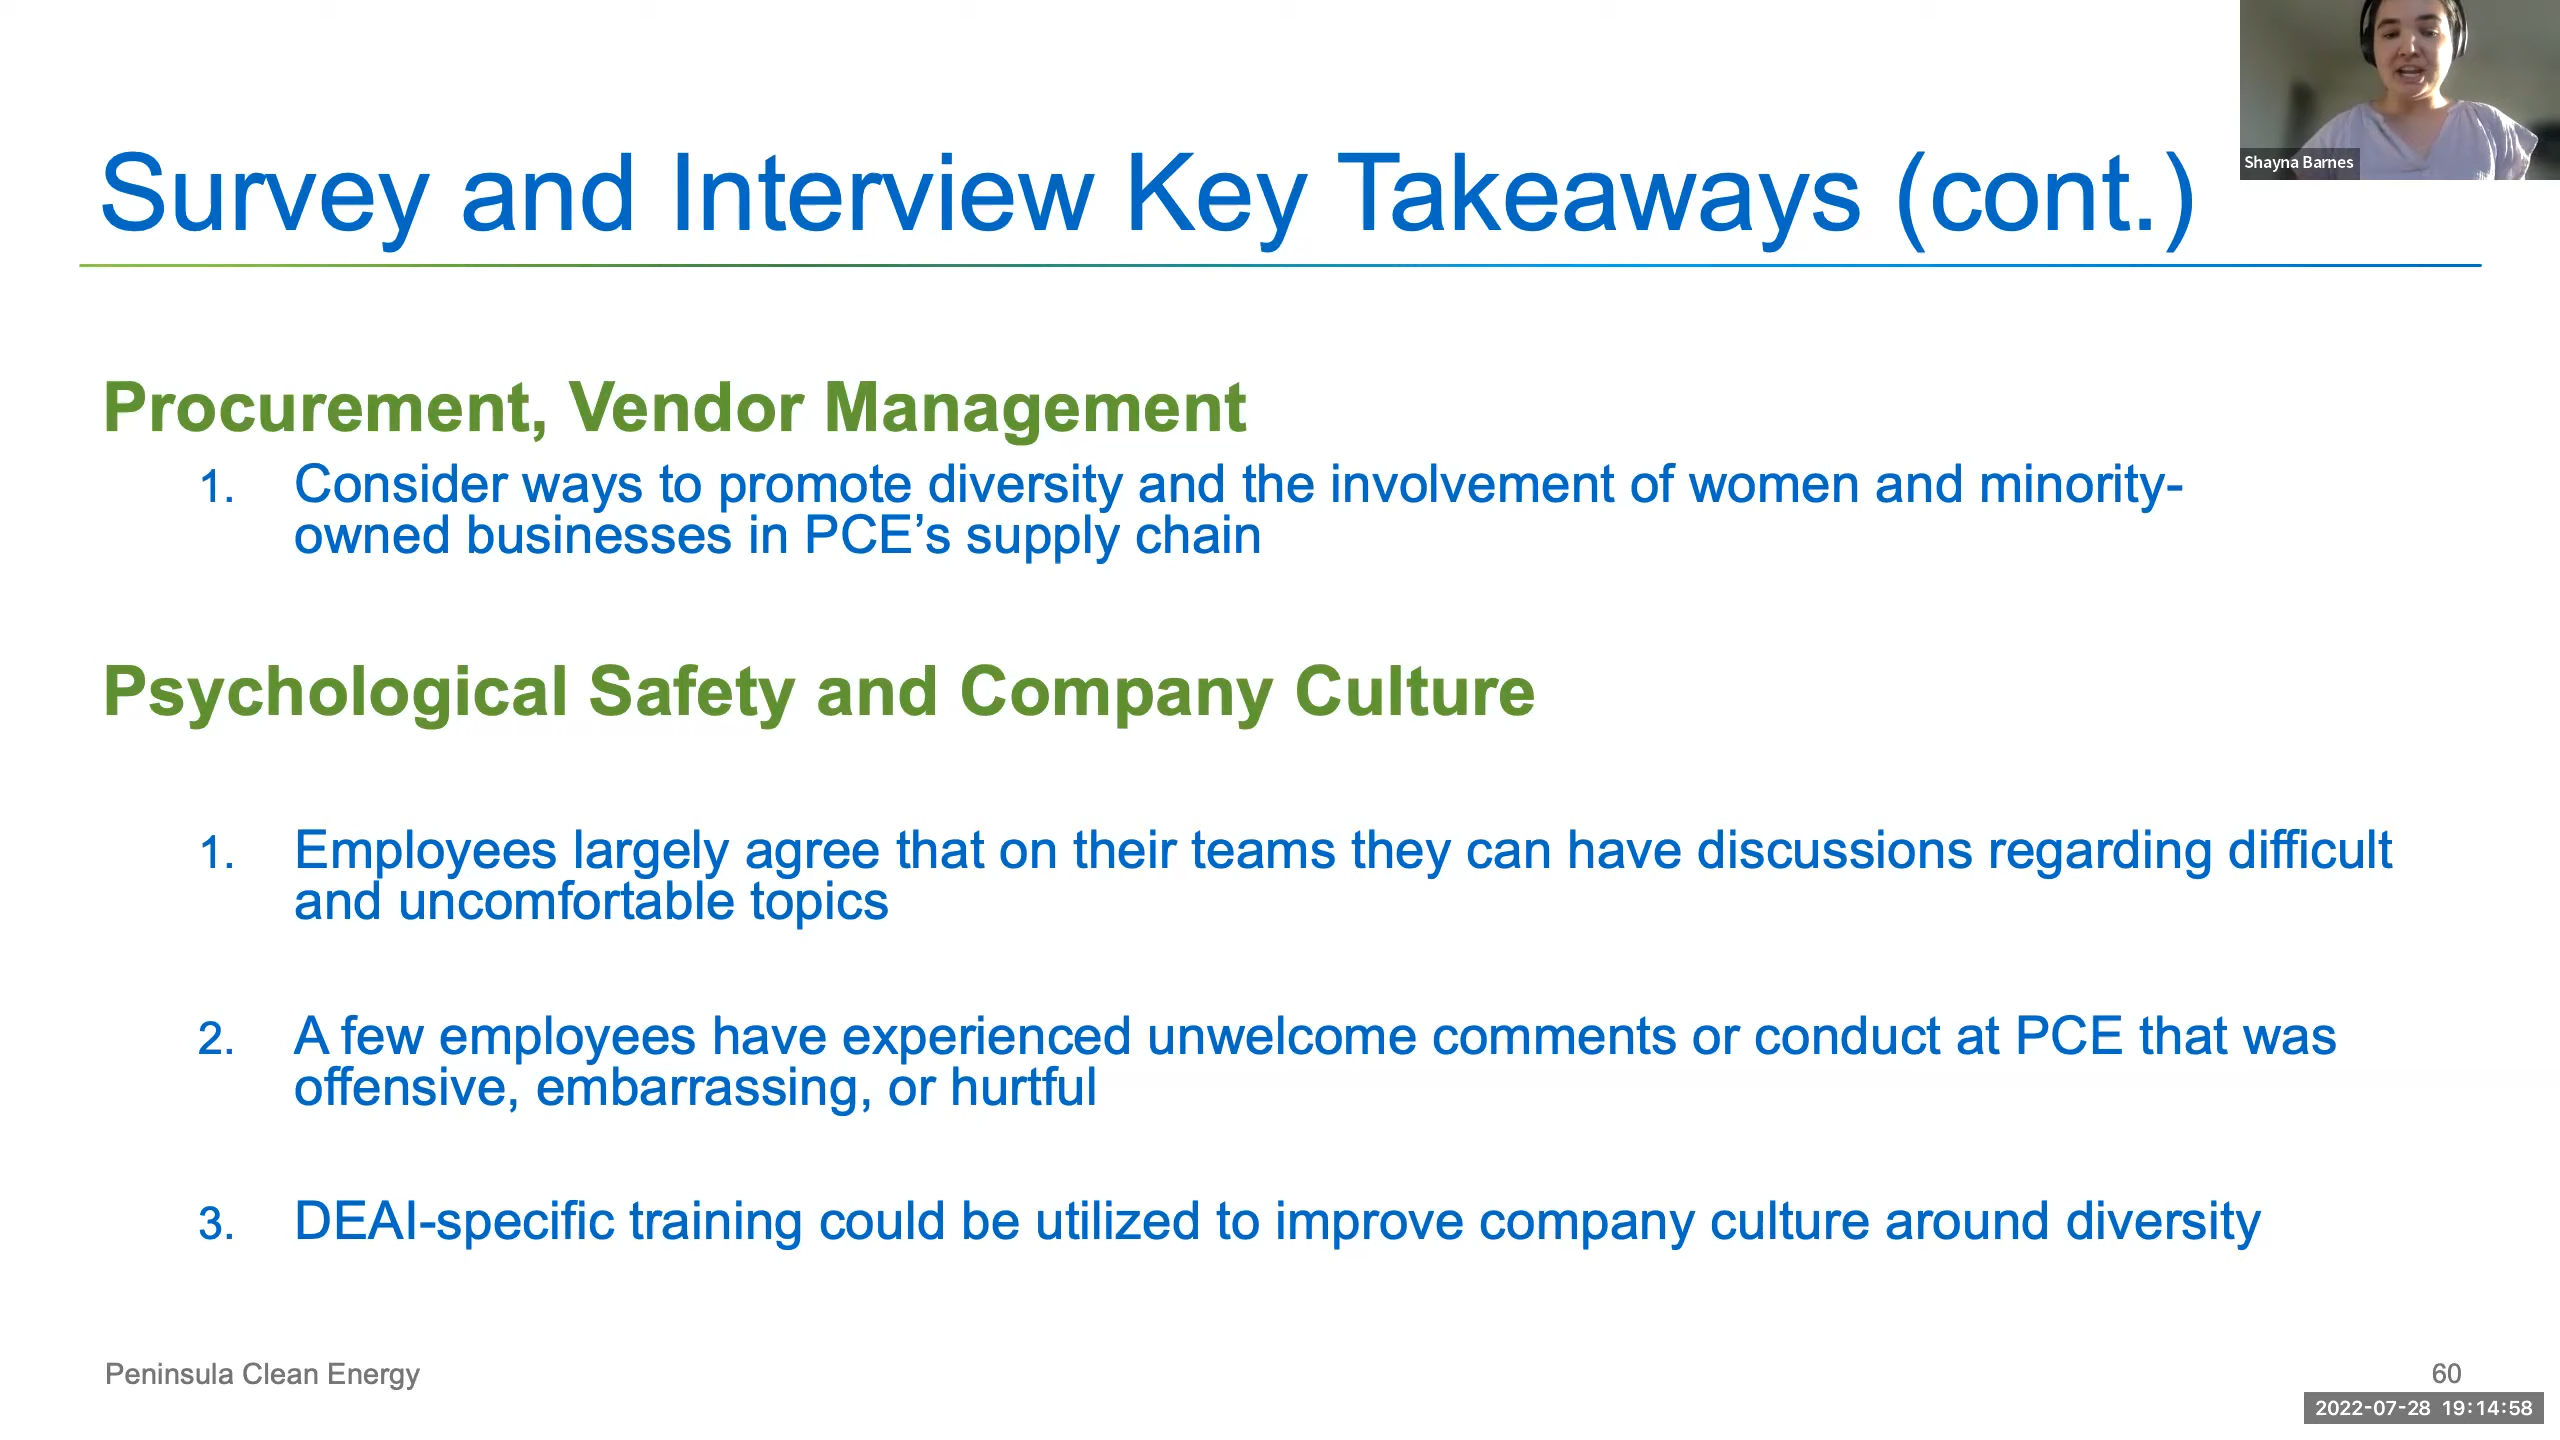 Shayna Barnes
Survey and Interview Key Takeaways (cont.)
Procurement, Vendor Management
1. Consider ways to promote diversity and the involvement of women and minority-
owned businesses in PCE’s supply chain
Psychological Safety and Company Culture
1. Employees largely agree that on their teams they can have discussions regarding difficult
and uncomfortable topics
2. A few employees have experienced unwelcome comments or conduct at PCE that was
offensive, embarrassing, or hurtful
3. DEAI-specific training could be utilized to improve company culture around diversity
Peninsula Clean Energy
60
2022-07-28 19:14:58